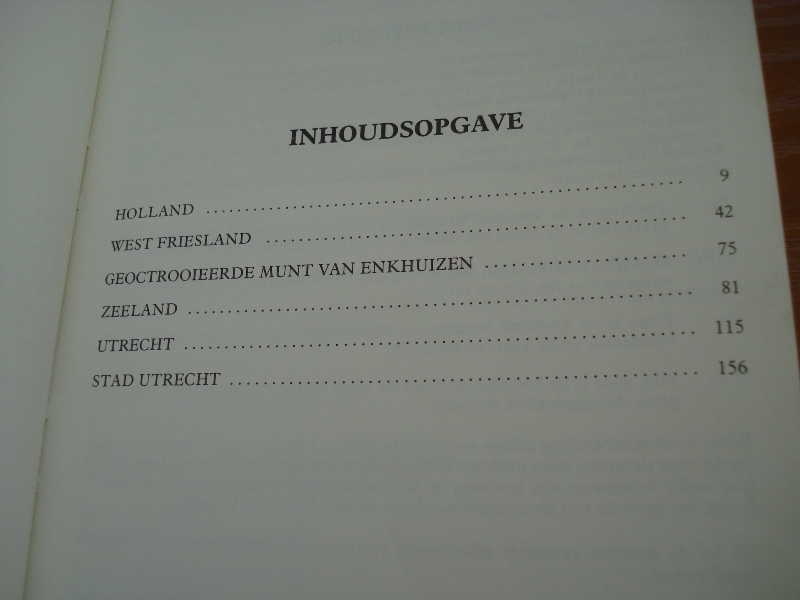 INHOUDSOPGAVE
HOLLAND ........................................ 9
WEST FRIESLAND ........................................ 42
GEOCTROOIEERDE MUNT VAN ENKHUIZEN .................... 75
ZEELAND ........................................ 81
UTRECHT ........................................ 115
STAD UTRECHT ........................................ 156